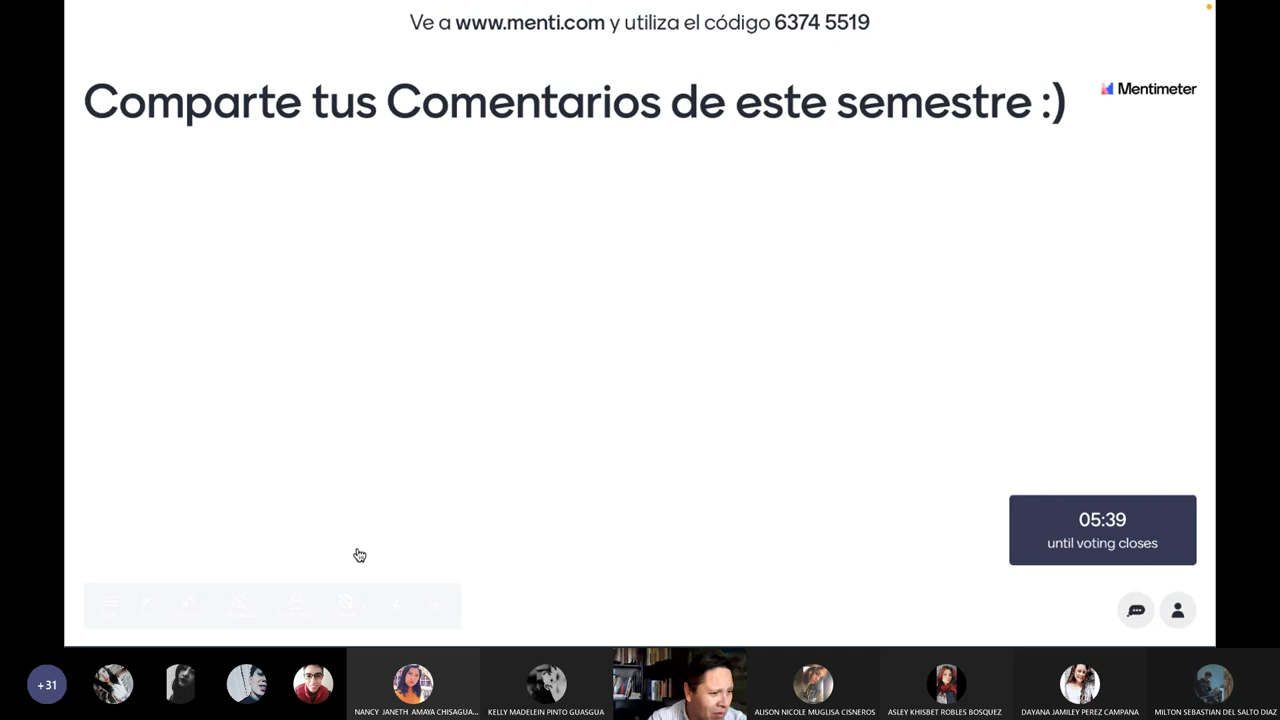 Ve a www.menti.com y utiliza el código 6374 5519
Comparte tus Comentarios de este semestre :)
Mentimeter
05:39
until voting closes
+31
NANCY JANETH AMAYA CHISAGUA...
KELLY MADELEIN PINTO GUASGUA
ALISON NICOLE MUGLISA CISNEROS
ASLEY KHISBET ROBLES BOSQUEZ
DAYANA JAMILEY PEREZ CAMPANA
MILTON SEBASTIAN DEL SALTO DIAZ